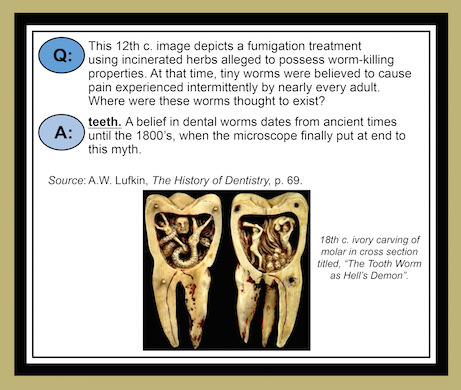 Q: This 12th c. image depicts a fumigation treatment
using incinerated herbs alleged to possess worm-killing
properties. At that time, tiny worms were believed to cause
pain experienced intermittently by nearly every adult.
Where were these worms thought to exist?
A: teeth. A belief in dental worms dates from ancient times
until the 1800's, when the microscope finally put at end to
this myth.
Source: A.W. Lufkin, The History of Dentistry, p. 69.
18th c. ivory carving of
molar in cross section
titled, “The Tooth Worm
as Hell's Demon”.